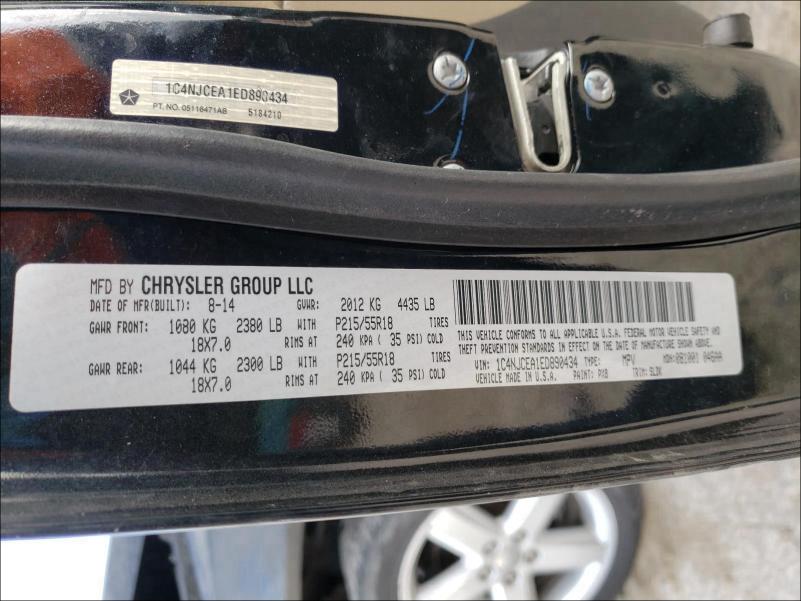 1C4NJCEA1ED890434
PT. NO. 05116471AB 5184210
MFD BY CHRYSLER GROUP LLC
DATE OF MFR(BUILT): 8-14 GVWR: 2012 KG 4435 LB
GAWR FRONT: 1080 KG 2380 LB WITH P215/55R18 TIRES
18X7.0 RIMS AT 240 KPA ( 35 PSI) COLD
GAWR REAR: 1044 KG 2300 LB WITH P215/55R18 TIRES
18X7.0 RIMS AT 240 KPA ( 35 PSI) COLD
THIS VEHICLE CONFORMS TO ALL APPLICABLE U.S.A. FEDERAL MOTOR VEHICLE SAFETY AND
THEFT PREVENTION STANDARDS IN EFFECT ON THE DATE OF MANUFACTURE SHOWN ABOVE.
VIN: 1C4NJCEA1ED890434 TYPE: MPV MDH:
VEHICLE MADE IN U.S.A. PAINT: PX8 TRIM: SLDX